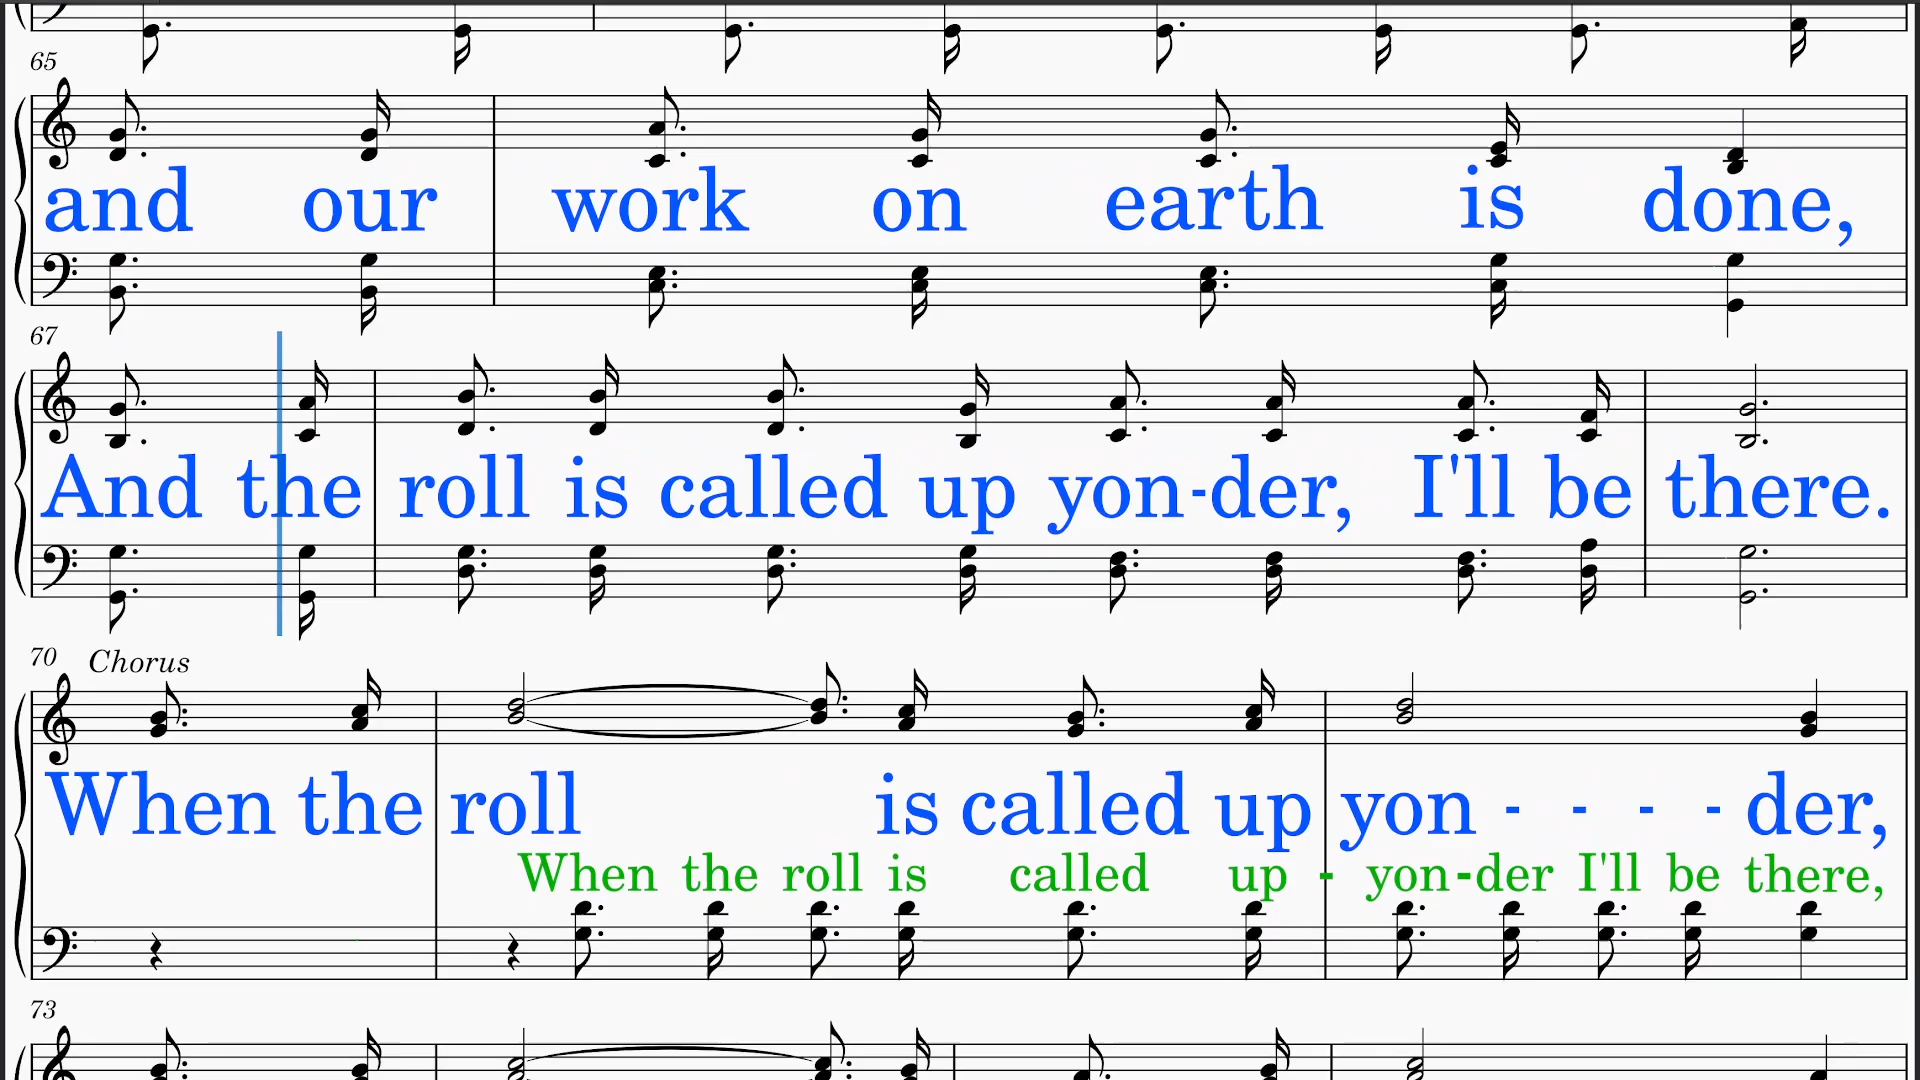 65
and our work on earth is done,
67
And the roll is called up yon-der, I'll be there.
70 Chorus
When the roll is called up yon - - - - der,
When the roll is called up - yon-der I'll be there,
73